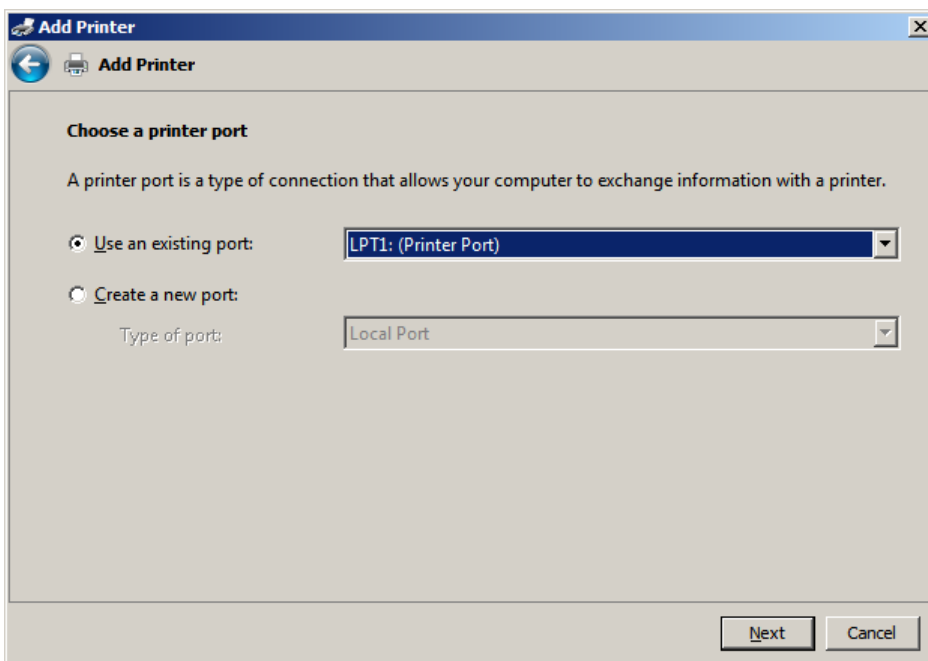 Add Printer
Add Printer
Choose a printer port
A printer port is a type of connection that allows your computer to exchange information with a printer.
Use an existing port: LPT1: (Printer Port)
Create a new port:
Type of port: Local Port
Next Cancel